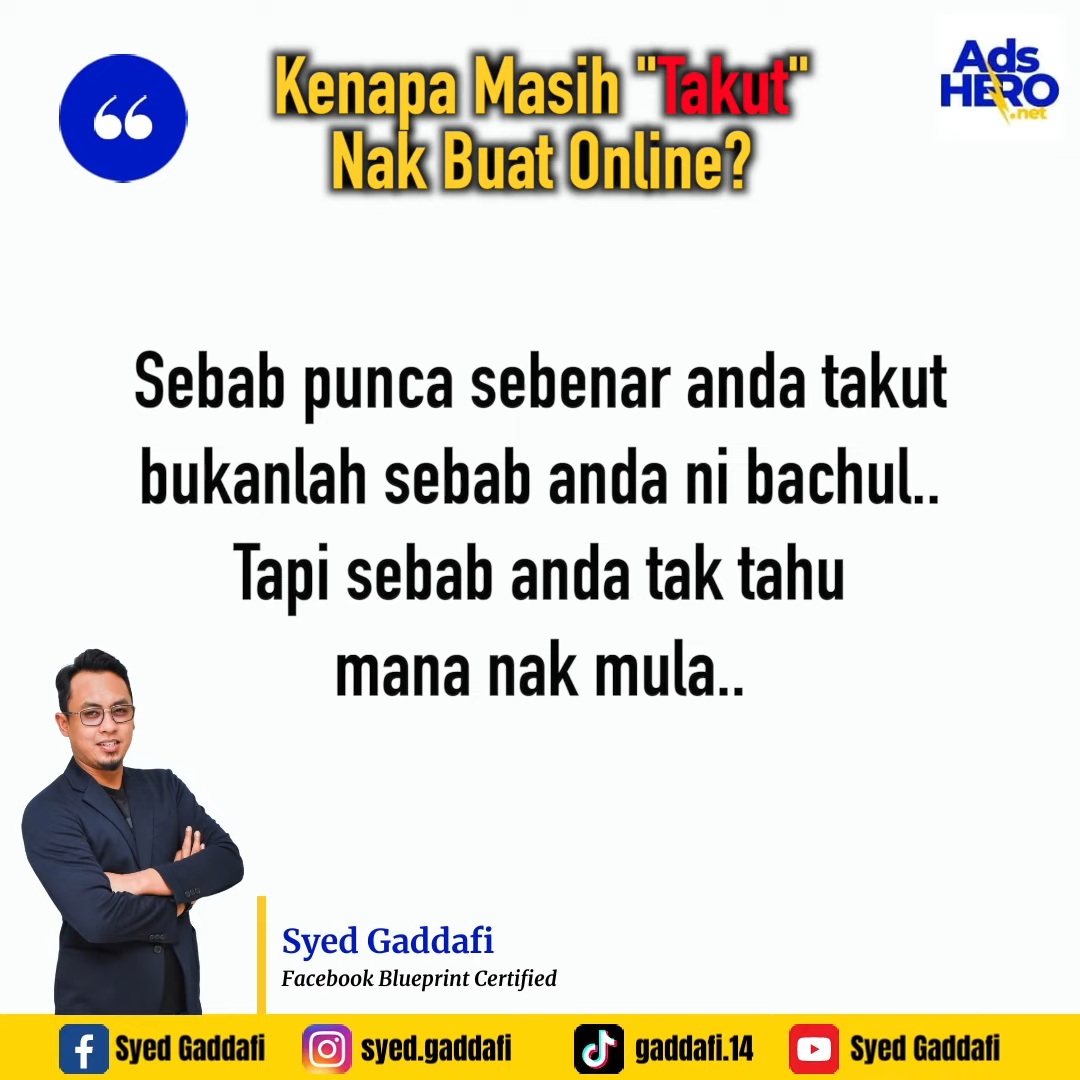 Kenapa Masih "Takut"
Nak Buat Online?
Ads
HERO
.net
Sebab punca sebenar anda takut
bukanlah sebab anda ni bachul..
Tapi sebab anda tak tahu
mana nak mula..
Syed Gaddafi
Facebook Blueprint Certified
Syed Gaddafi
syed.gaddafi
gaddafi.14
Syed Gaddafi